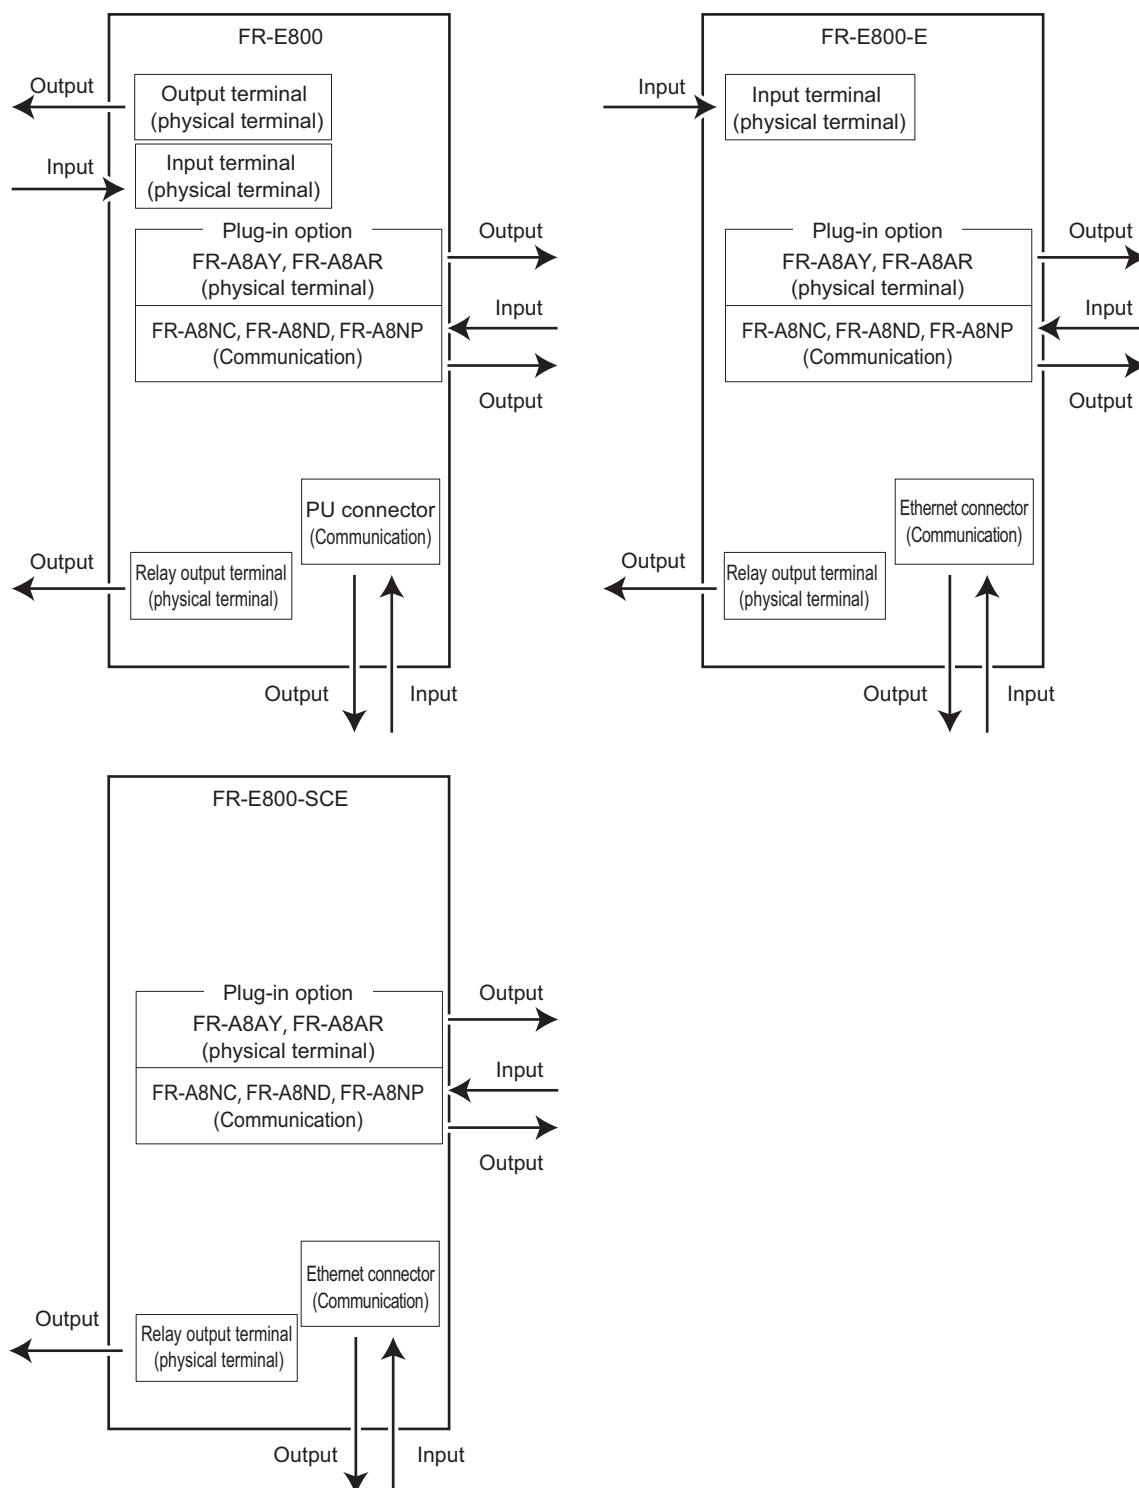 FR-E800
Output
Output terminal
(physical terminal)
Input
Input terminal
(physical terminal)
Plug-in option
FR-A8AY, FR-A8AR
(physical terminal)
Output
FR-A8NC, FR-A8ND, FR-A8NP
(Communication)
Input
Output
PU connector
(Communication)
Output
Relay output terminal
(physical terminal)
Output
Input
FR-E800-E
Input
Input terminal
(physical terminal)
Plug-in option
FR-A8AY, FR-A8AR
(physical terminal)
Output
FR-A8NC, FR-A8ND, FR-A8NP
(Communication)
Input
Output
Ethernet connector
(Communication)
Output
Relay output terminal
(physical terminal)
Output
Input
FR-E800-SCE
Plug-in option
FR-A8AY, FR-A8AR
(physical terminal)
Output
FR-A8NC, FR-A8ND, FR-A8NP
(Communication)
Input
Output
Ethernet connector
(Communication)
Output
Relay output terminal
(physical terminal)
Output
Input